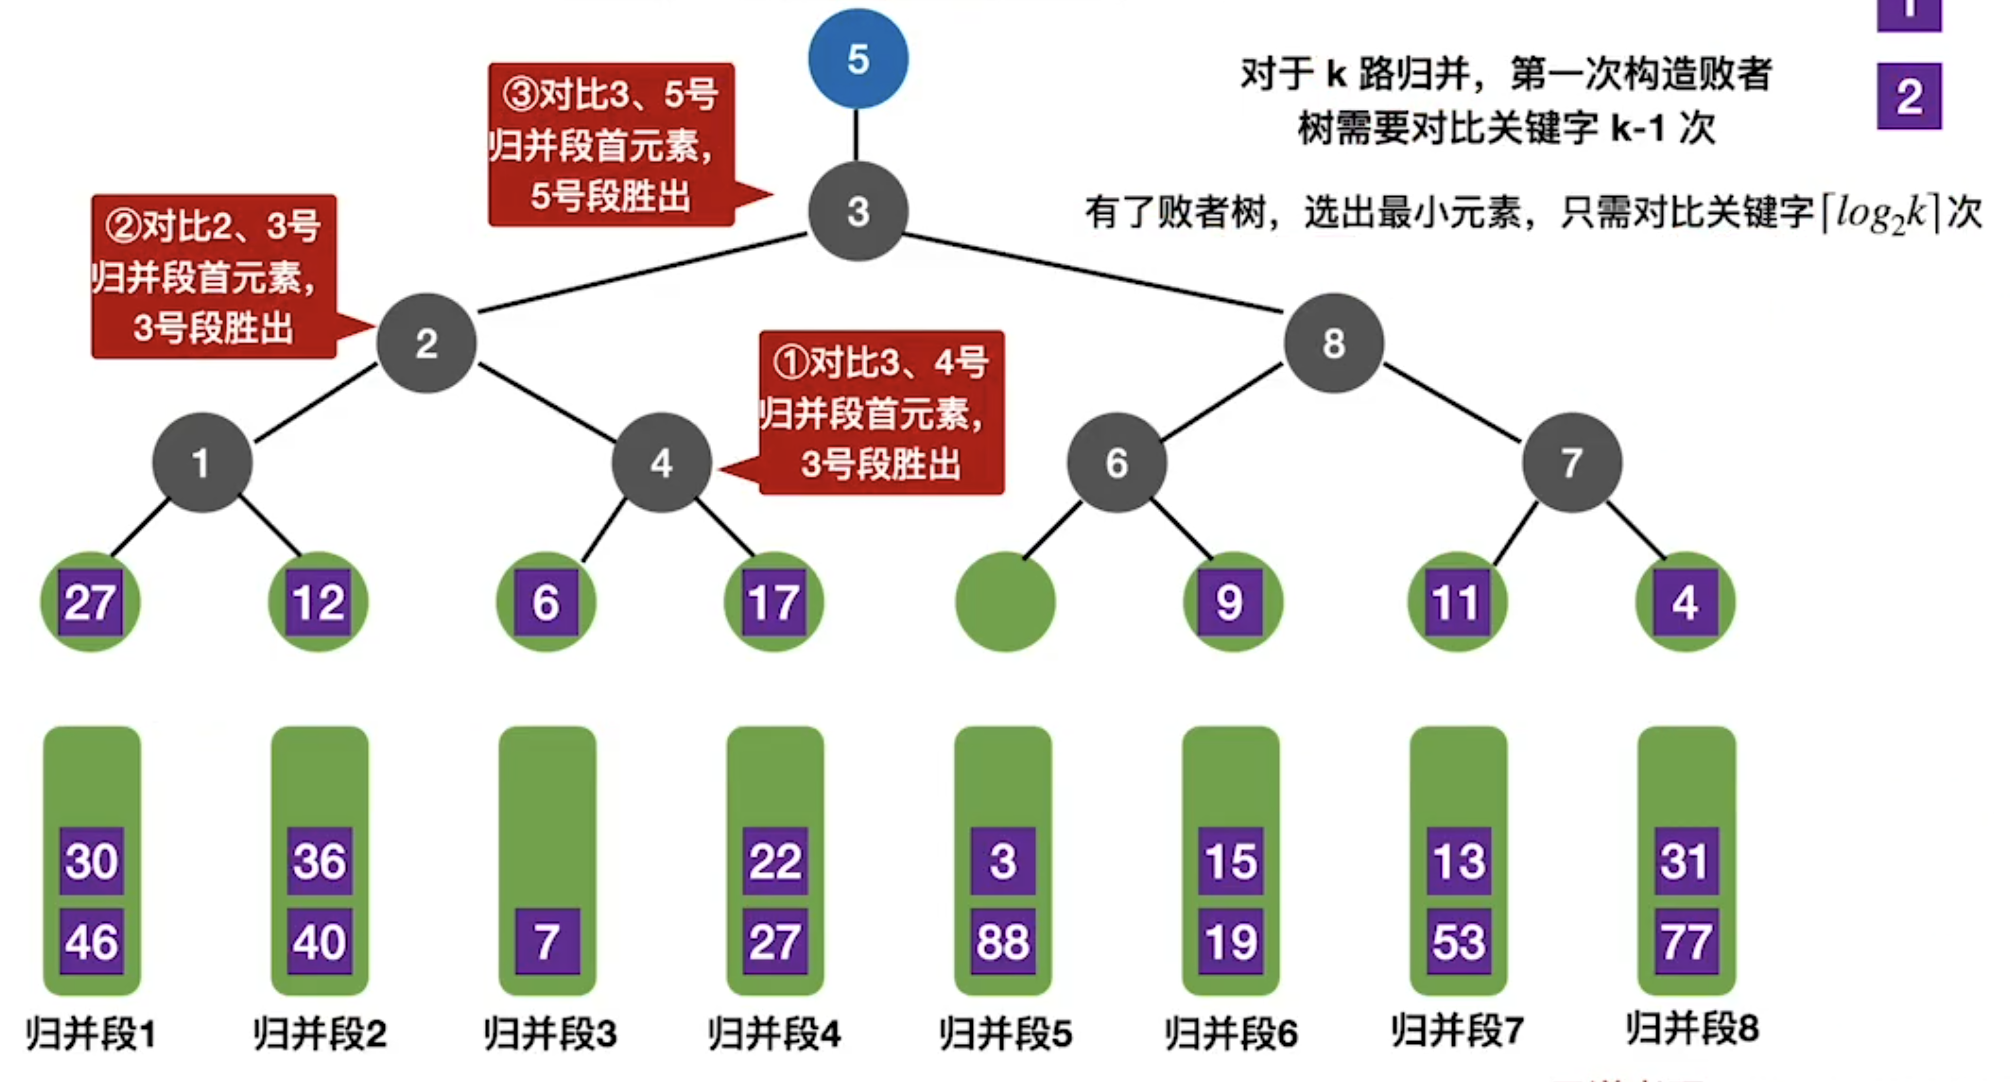 5
1
对于 k 路归并，第一次构造败者
树需要对比关键字 k-1 次
2
③对比3、5号
归并段首元素，
5号段胜出
3
有了败者树，选出最小元素，只需对比关键字⌈log₂k⌉次
②对比2、3号
归并段首元素，
3号段胜出
2
8
①对比3、4号
归并段首元素，
3号段胜出
1
4
6
7
27 12 6 17 9 11 4
30 36 22 3 15 13 31
46 40 7 27 88 19 53 77
归并段1 归并段2 归并段3 归并段4 归并段5 归并段6 归并段7 归并段8